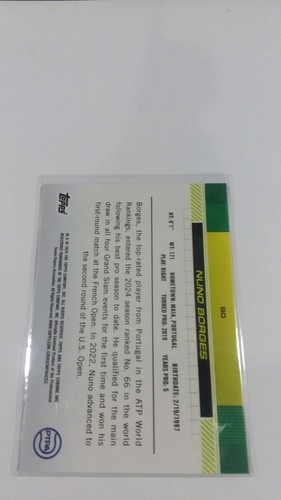 90
NUNO BORGES
HT: 6'1" WT: 171 HOMETOWN: MAIA, PORTUGAL BIRTHDATE: 2/19/1997
PLAY: RIGHT TURNED PRO: 2019 YEARS PRO: 5
Borges, the top-rated player from Portugal in the ATP World
Rankings, entered the 2024 season ranked No. 66 in the world
following his best pro season to date. He qualified for the main
draw in all four Grand Slam events for the first time and won his
first-round match at the French Open. In 2022, Nuno advanced to
the second round of the U.S. Open.
topps
PTPA